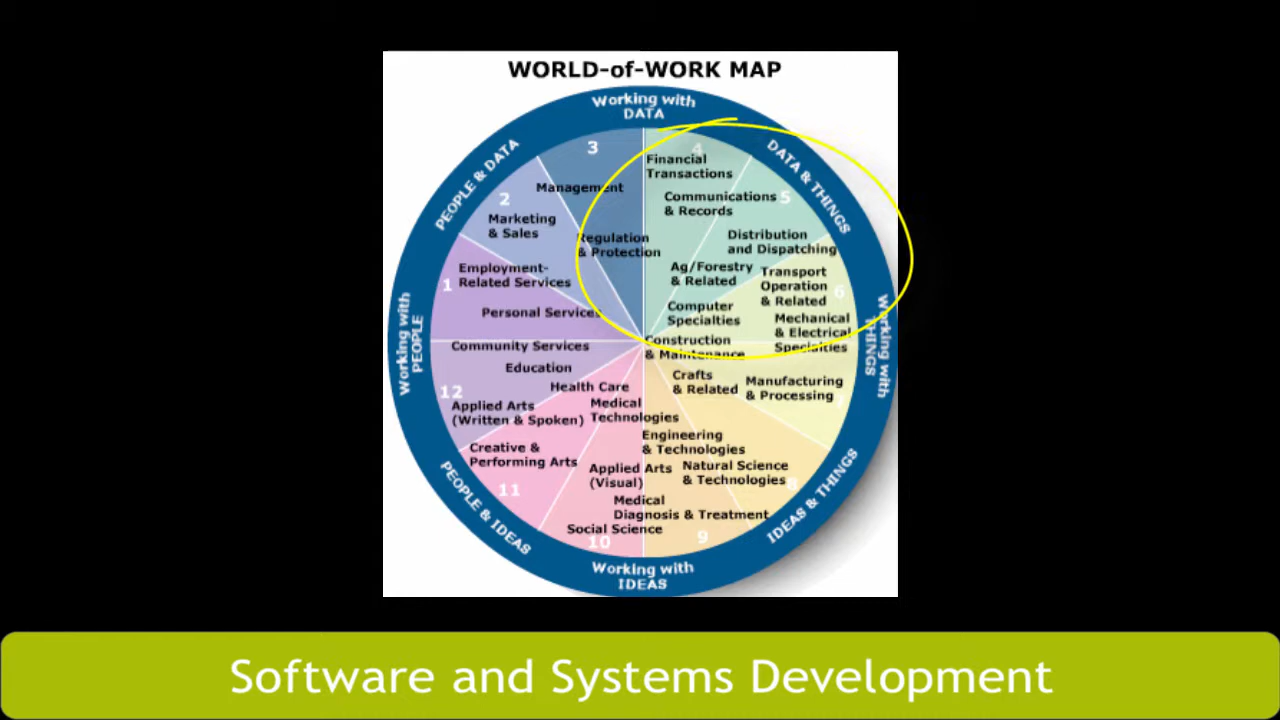 WORLD-of-WORK MAP
Working with
DATA
PEOPLE & DATA
DATA & THINGS
3
4
Financial
Transactions
Management
2
Communications
& Records
5
Marketing
& Sales
Regulation
& Protection
Distribution
and Dispatching
1
Employment-
Related Services
Ag/Forestry
& Related
Transport
Operation
& Related
6
Personal Services
Computer
Specialties
Mechanical
& Electrical
Specialties
Working with
PEOPLE
Working with
THINGS
Community Services
Construction
& Maintenance
Education
Health Care
Crafts
& Related
Manufacturing
& Processing
12
Applied Arts
(Written & Spoken)
Medical
Technologies
Creative &
Performing Arts
Engineering
& Technologies
11
Applied Arts
(Visual)
Natural Science
& Technologies
8
Medical
Diagnosis & Treatment
Social Science
10
9
PEOPLE & IDEAS
IDEAS & THINGS
Working with
IDEAS
Software and Systems Development